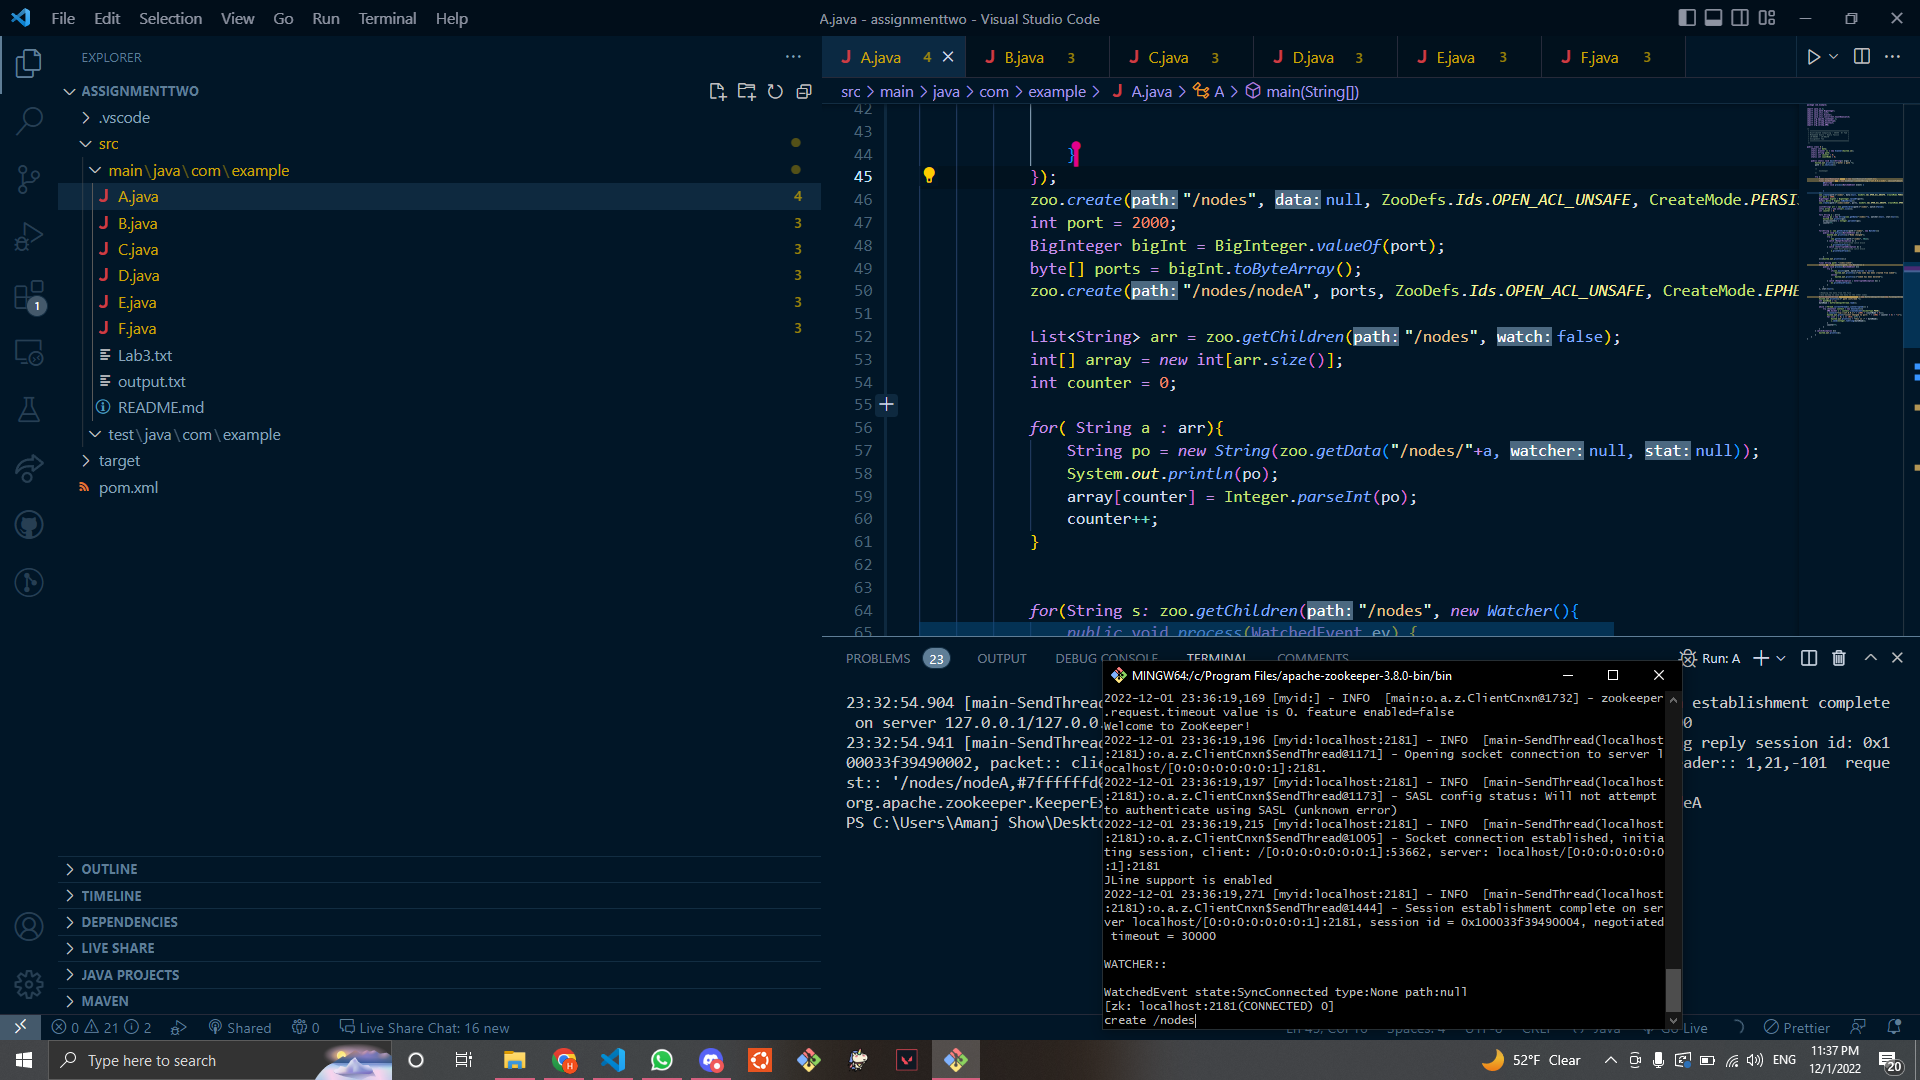 File Edit Selection View Go Run Terminal Help
A.java - assignmenttwo - Visual Studio Code
EXPLORER
ASSIGNMENTTWO
.vscode
src
main\java\com\example
A.java 4
B.java 3
C.java 3
D.java 3
E.java 3
F.java 3
Lab3.txt
output.txt
README.md
test\java\com\example
target
pom.xml
1
OUTLINE
TIMELINE
DEPENDENCIES
LIVE SHARE
JAVA PROJECTS
MAVEN
A.java 4 B.java 3 C.java 3 D.java 3 E.java 3 F.java 3
src > main > java > com > example > A.java > A > main(String[])
42
43
44 }
45 });
46 zoo.create(path: "/nodes", data: null, ZooDefs.Ids.OPEN_ACL_UNSAFE, CreateMode.PERSI
47 int port = 2000;
48 BigInteger bigInt = BigInteger.valueOf(port);
49 byte[] ports = bigInt.toByteArray();
50 zoo.create(path: "/nodes/nodeA", ports, ZooDefs.Ids.OPEN_ACL_UNSAFE, CreateMode.EPHE
51
52 List<String> arr = zoo.getChildren(path: "/nodes", watch: false);
53 int[] array = new int[arr.size()];
54 int counter = 0;
55
56 for( String a : arr){
57 String po = new String(zoo.getData("/nodes/"+a, watcher: null, stat: null));
58 System.out.println(po);
59 array[counter] = Integer.parseInt(po);
60 counter++;
61 }
62
63
64 for(String s: zoo.getChildren(path: "/nodes", new Watcher(){
65 public void process(WatchedEvent ev) {
PROBLEMS 23 OUTPUT DEBUG CONSOLE TERMINAL COMMENTS Run: A
23:32:54.904 [main-SendThread establishment complete
on server 127.0.0.1/127.0.0. 0
23:32:54.941 [main-SendThread g reply session id: 0x1
00033f39490002, packet:: clie ader:: 1,21,-101 reque
st:: '/nodes/nodeA,#7ffffffd0
org.apache.zookeeper.KeeperEx eA
PS C:\Users\Amanj Show\Deskto
MINGW64:/c/Program Files/apache-zookeeper-3.8.0-bin/bin
2022-12-01 23:36:19,169 [myid:] - INFO [main:o.a.z.ClientCnxn@1732] - zookeeper
.request.timeout value is 0. feature enabled=false
Welcome to ZooKeeper!
2022-12-01 23:36:19,196 [myid:localhost:2181] - INFO [main-SendThread(localhost
:2181):o.a.z.ClientCnxn$SendThread@1171] - Opening socket connection to server l
ocalhost/[0:0:0:0:0:0:0:1]:2181.
2022-12-01 23:36:19,197 [myid:localhost:2181] - INFO [main-SendThread(localhost
:2181):o.a.z.ClientCnxn$SendThread@1173] - SASL config status: Will not attempt
to authenticate using SASL (unknown error)
2022-12-01 23:36:19,215 [myid:localhost:2181] - INFO [main-SendThread(localhost
:2181):o.a.z.ClientCnxn$SendThread@1005] - Socket connection established, initia
ting session, client: /[0:0:0:0:0:0:0:1]:53662, server: localhost/[0:0:0:0:0:0:0
:1]:2181
JLine support is enabled
2022-12-01 23:36:19,271 [myid:localhost:2181] - INFO [main-SendThread(localhost
:2181):o.a.z.ClientCnxn$SendThread@1444] - Session establishment complete on ser
ver localhost/[0:0:0:0:0:0:0:1]:2181, session id = 0x100033f39490004, negotiated
timeout = 30000
WATCHER::
WatchedEvent state:SyncConnected type:None path:null
[zk: localhost:2181(CONNECTED) 0]
create /nodes
0 21 2 Shared 0 Live Share Chat: 16 new Java Go Live Prettier
Type here to search
52°F Clear ENG 11:37 PM
12/1/2022 20